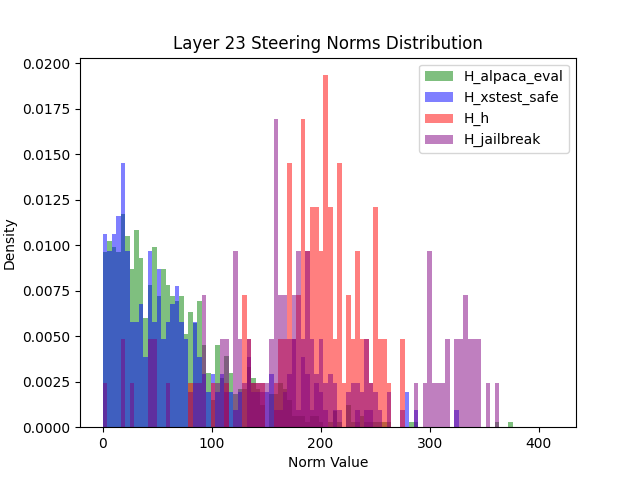 Layer 23 Steering Norms Distribution
0.0200
0.0175
0.0150
0.0125
0.0100
0.0075
0.0050
0.0025
0.0000
Density
H_alpaca_eval
H_xstest_safe
H_h
H_jailbreak
0
100
200
300
400
Norm Value